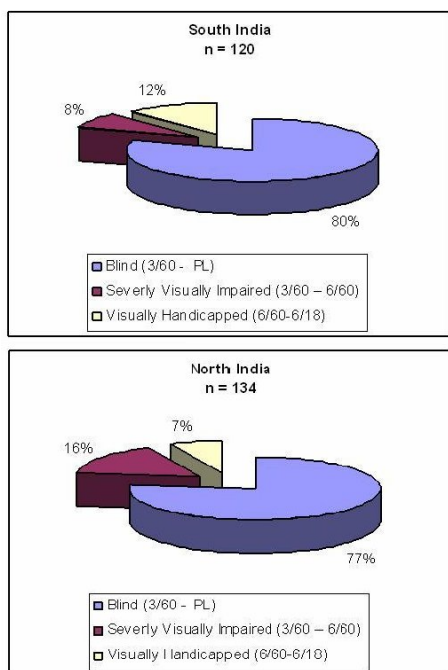 South India
n = 120
12%
8%
80%
Blind (3/60 - PL)
Severly Visually Impaired (3/60 – 6/60)
Visually Handicapped (6/60-6/18)
North India
n = 134
7%
16%
77%
Blind (3/60 - PL)
Severly Visually Impaired (3/60 – 6/60)
Visually Handicapped (6/60-6/18)